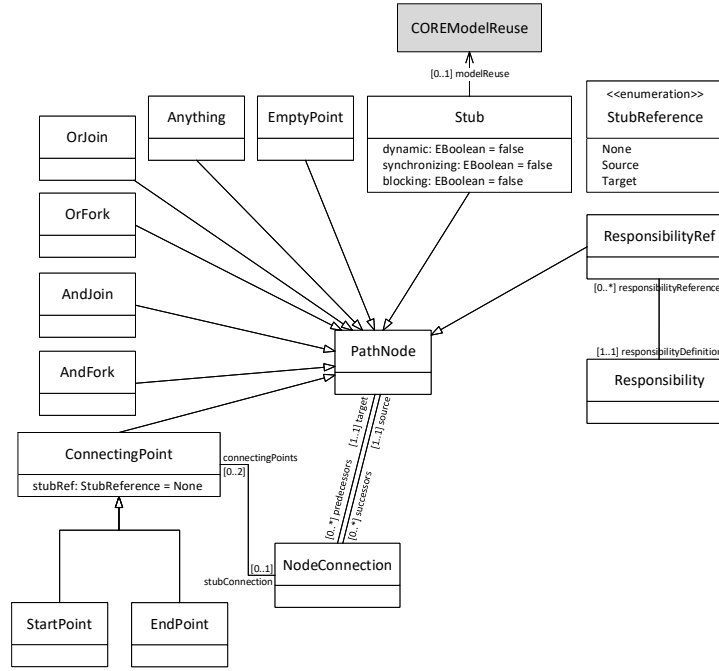 COREModelReuse
[0..1] modelReuse
<<enumeration>>
StubReference
None
Source
Target
Anything
EmptyPoint
Stub
dynamic: EBoolean = false
synchronizing: EBoolean = false
blocking: EBoolean = false
OrJoin
OrFork
ResponsibilityRef
[0..*] responsibilityReference
AndJoin
PathNode
[1..1] responsibilityDefinition
AndFork
Responsibility
[1..1] target
[1..1] source
ConnectingPoint
stubRef: StubReference = None
connectingPoints
[0..2]
[0..*] predecessors
[0..*] successors
NodeConnection
[0..1]
stubConnection
StartPoint
EndPoint